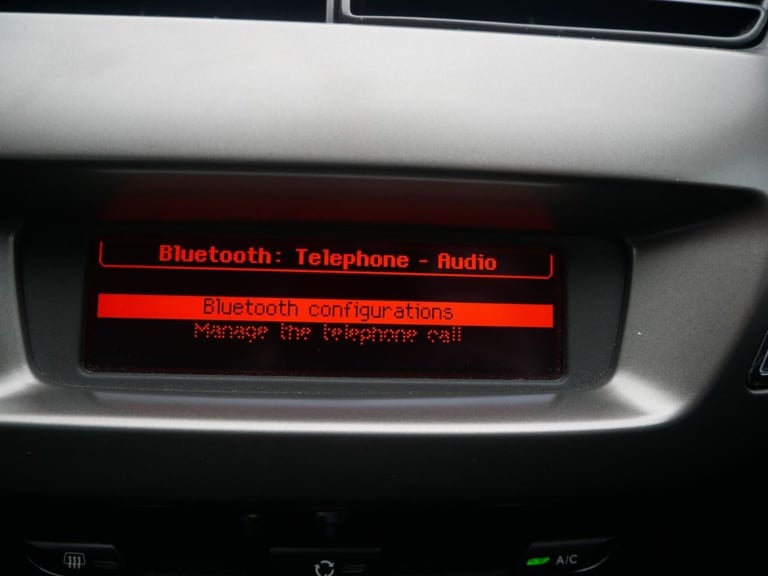 Bluetooth: Telephone - Audio
Bluetooth configurations
Manage the telephone call
A/C